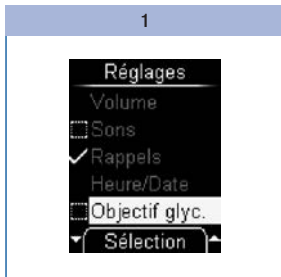 1
Réglages
Volume
Sons
Rappels
Heure/Date
Objectif glyc.
Sélection